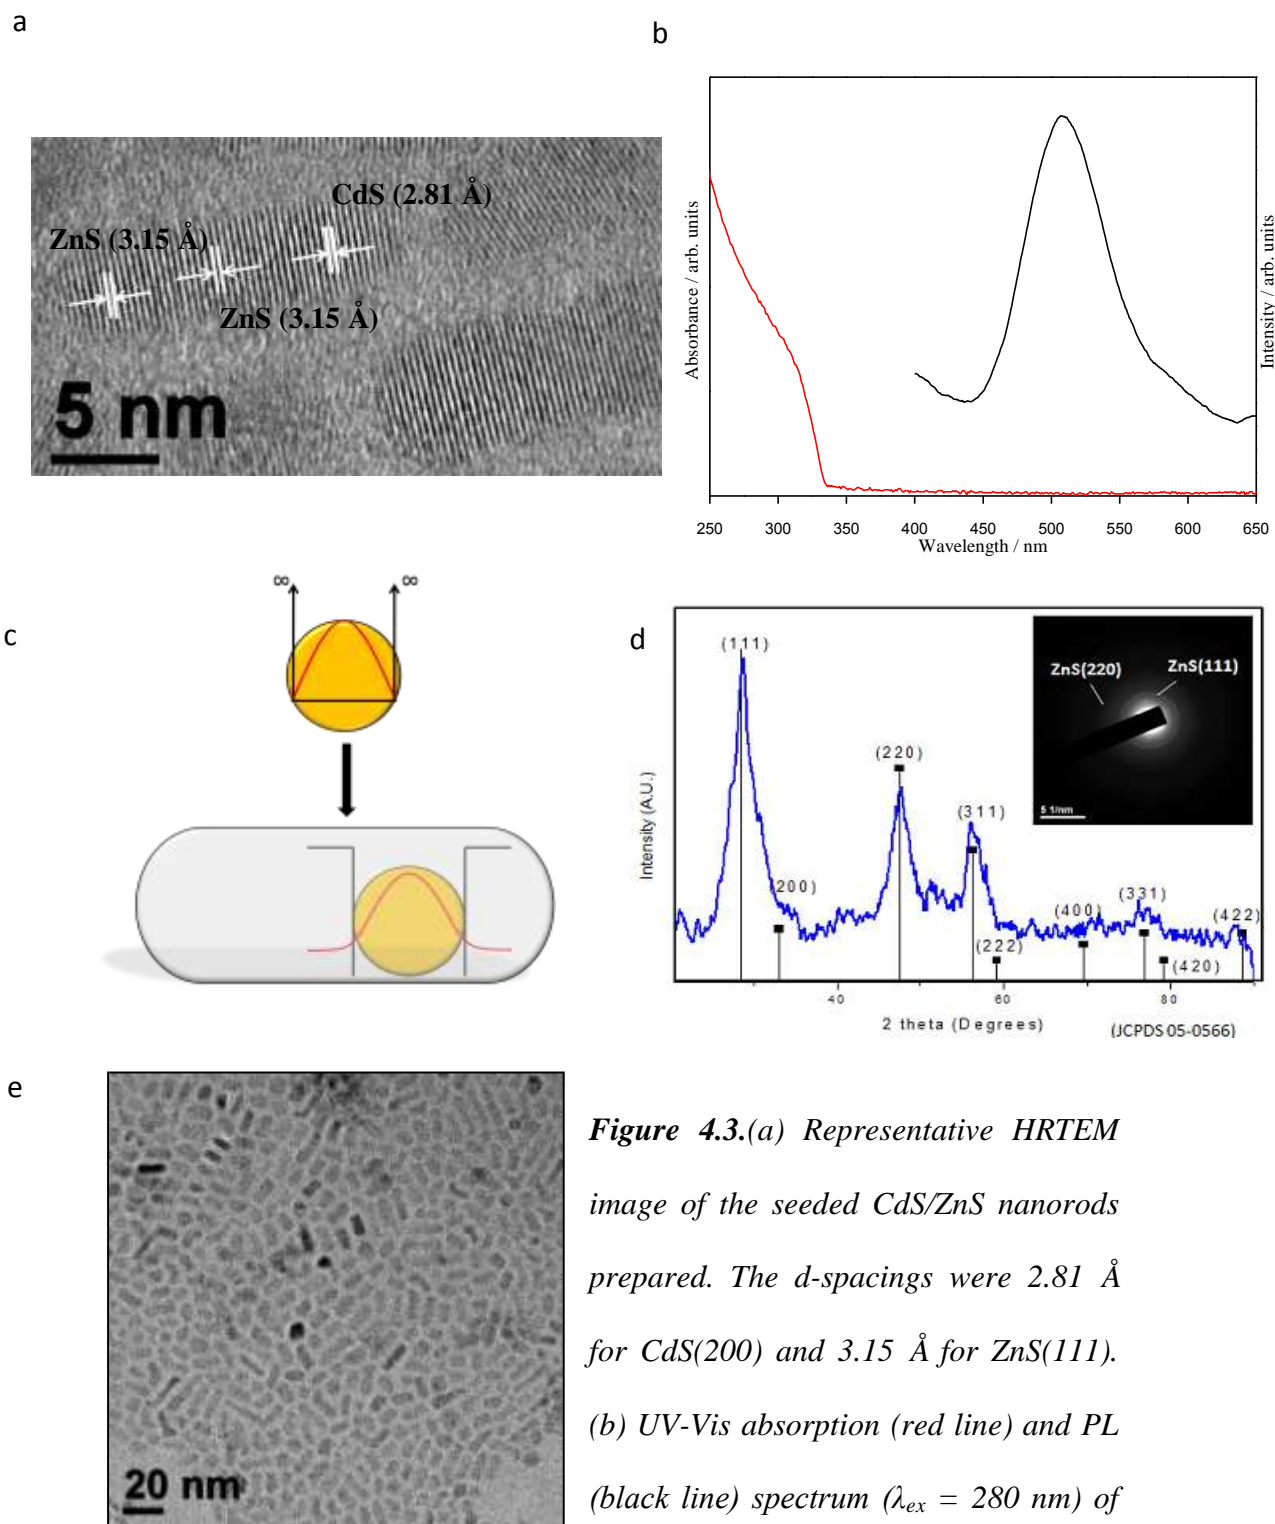 a
b
CdS (2.81 Å)
ZnS (3.15 Å)
ZnS (3.15 Å)
5 nm
Absorbance / arb. units
Intensity / arb. units
250 300 350 400 450 500 550 600 650
Wavelength / nm
c
∞ ∞
d
(111)
(200)
(220)
(311)
(222)
(400)
(331)
(420)
(422)
ZnS(220)
ZnS(111)
5 1/nm
Intensity (A.U.)
40 60 80
2 theta (Degrees)
(JCPDS 05-0566)
e
20 nm
Figure 4.3.(a) Representative HRTEM
image of the seeded CdS/ZnS nanorods
prepared. The d-spacings were 2.81 Å
for CdS(200) and 3.15 Å for ZnS(111).
(b) UV-Vis absorption (red line) and PL
(black line) spectrum (λex = 280 nm) of